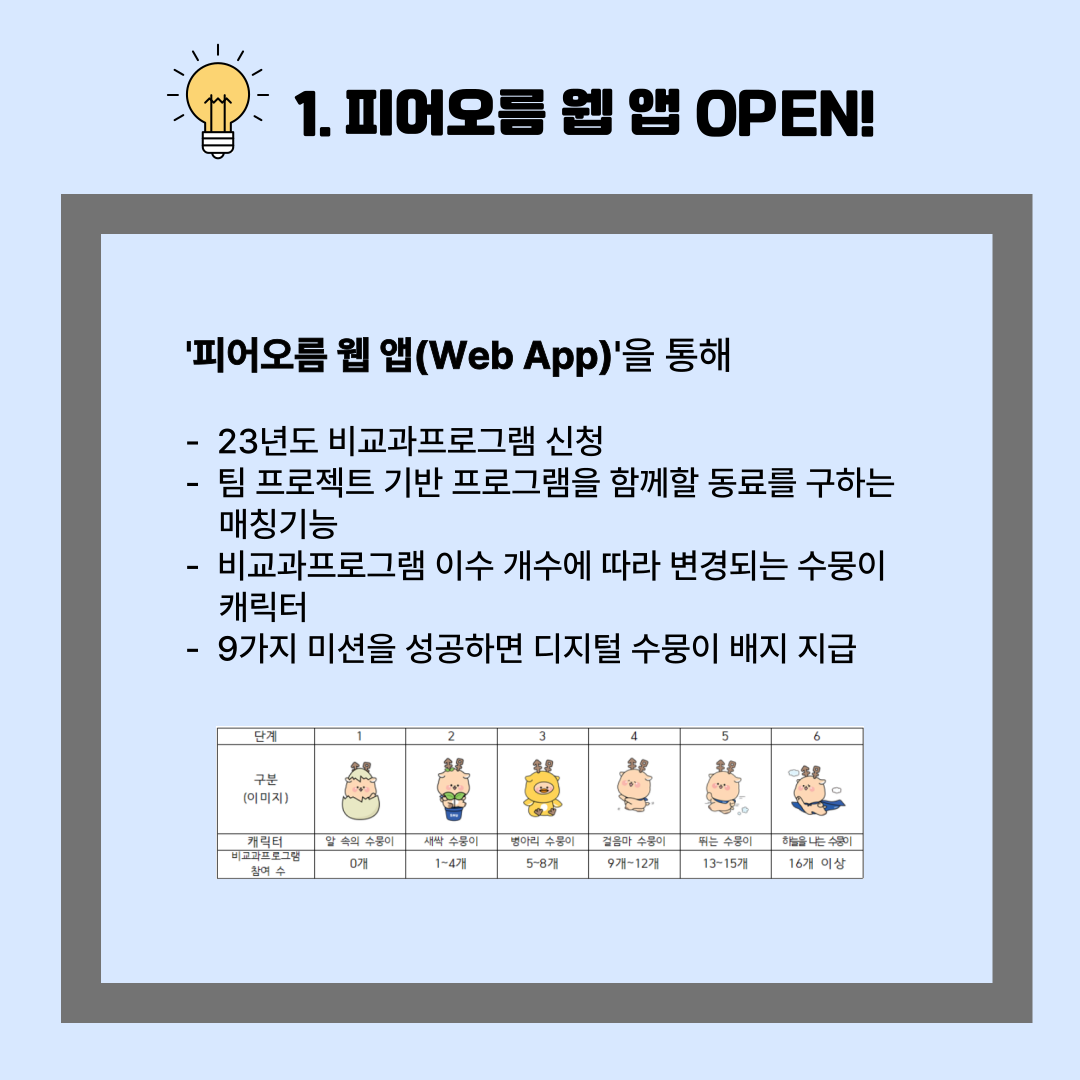 1. 피어오름 웹 앱 OPEN!
'피어오름 웹 앱(Web App)'을 통해
- 23년도 비교과프로그램 신청
- 팀 프로젝트 기반 프로그램을 함께할 동료를 구하는
매칭기능
- 비교과프로그램 이수 개수에 따라 변경되는 수뭉이
캐릭터
- 9가지 미션을 성공하면 디지털 수뭉이 배지 지급
단계 1 2 3 4 5 6
구분
(이미지)
캐릭터 알 속의 수뭉이 새싹 수뭉이 병아리 수뭉이 걸음마 수뭉이 뛰는 수뭉이 하늘을 나는 수뭉이
비교과프로그램
참여 수 0개 1~4개 5~8개 9개~12개 13~15개 16개 이상